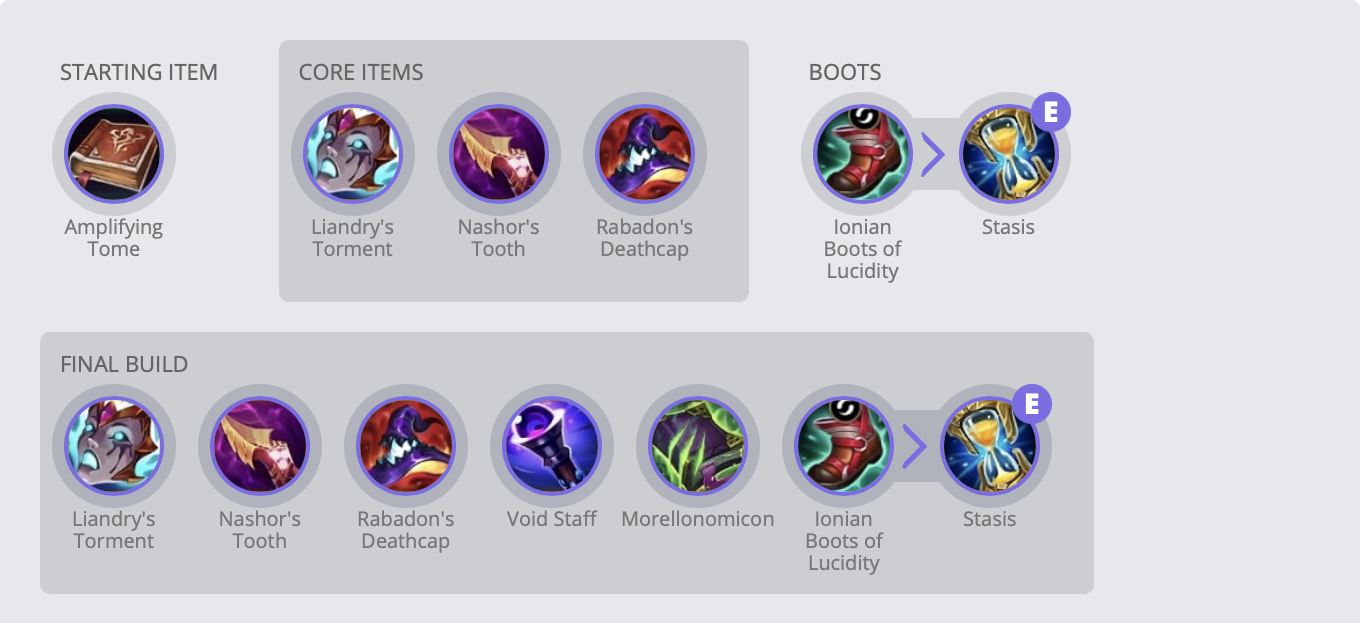 STARTING ITEM
Amplifying
Tome
CORE ITEMS
Liandry's
Torment
Nashor's
Tooth
Rabadon's
Deathcap
BOOTS
Ionian
Boots of
Lucidity
E
Stasis
FINAL BUILD
Liandry's
Torment
Nashor's
Tooth
Rabadon's
Deathcap
Void Staff
Morellonomicon
Ionian
Boots of
Lucidity
E
Stasis